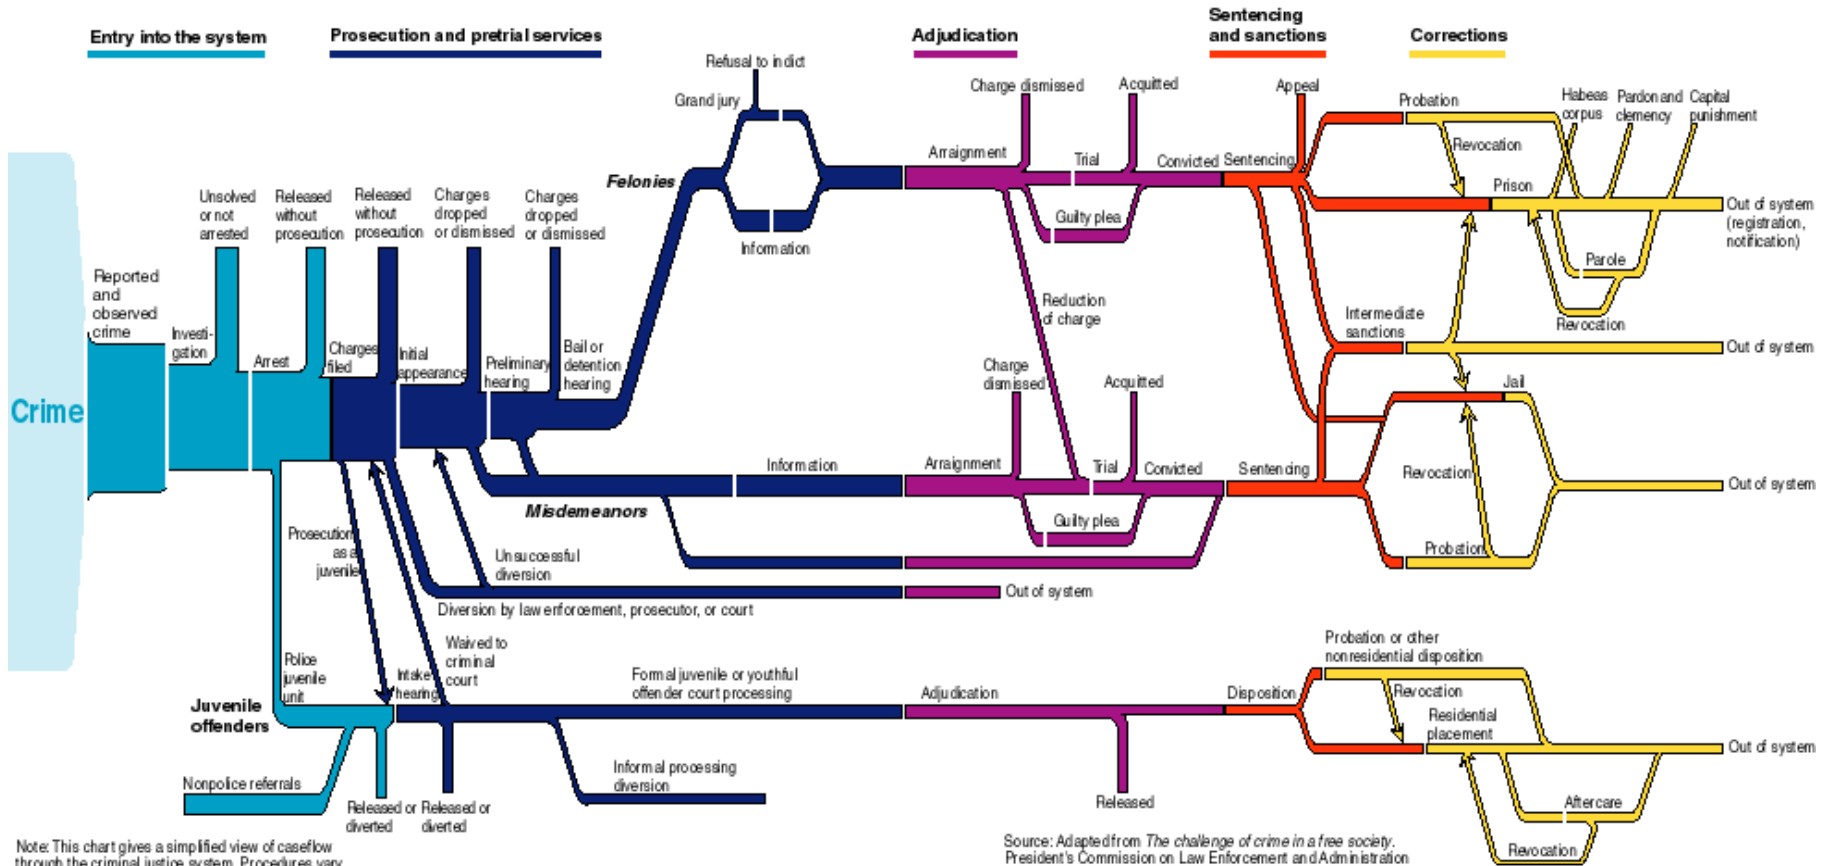 Entry into the system
Prosecution and pretrial services
Adjudication
Sentencing
and sanctions
Corrections
Refusal to indict
Grand jury
Felonies
Information
Charge dismissed
Acquitted
Arraignment
Trial
Convicted
Guilty plea
Sentencing
Appeal
Probation
Habeas
corpus
Pardon and
clemency
Capital
punishment
Revocation
Prison
Out of system
(registration,
notification)
Parole
Revocation
Unsolved
or not
arrested
Released
without
prosecution
Released
without
prosecution
Charges
dropped
or dismissed
Charges
dropped
or dismissed
Crime
Reported
and
observed
crime
Investi-
gation
Arrest
Charges
filed
Initial
appearance
Preliminary
hearing
Bail or
detention
hearing
Reduction
of charge
Intermediate
sanctions
Out of system
Charge
dismissed
Acquitted
Jail
Information
Misdemeanors
Arraignment
Trial
Convicted
Guilty plea
Sentencing
Revocation
Out of system
Probation
Prosecution
as a
juvenile
Unsuccessful
diversion
Out of system
Diversion by law enforcement, prosecutor, or court
Waived to
criminal
court
Police
juvenile
unit
Juvenile
offenders
Intake
hearing
Formal juvenile or youthful
offender court processing
Adjudication
Disposition
Probation or other
nonresidential disposition
Revocation
Residential
placement
Out of system
Nonpolice referrals
Released or
diverted
Released or
diverted
Informal processing
diversion
Released
Aftercare
Revocation
Note: This chart gives a simplified view of caseflow
through the criminal justice system. Procedures vary
Source: Adapted from The challenge of crime in a free society.
President's Commission on Law Enforcement and Administration